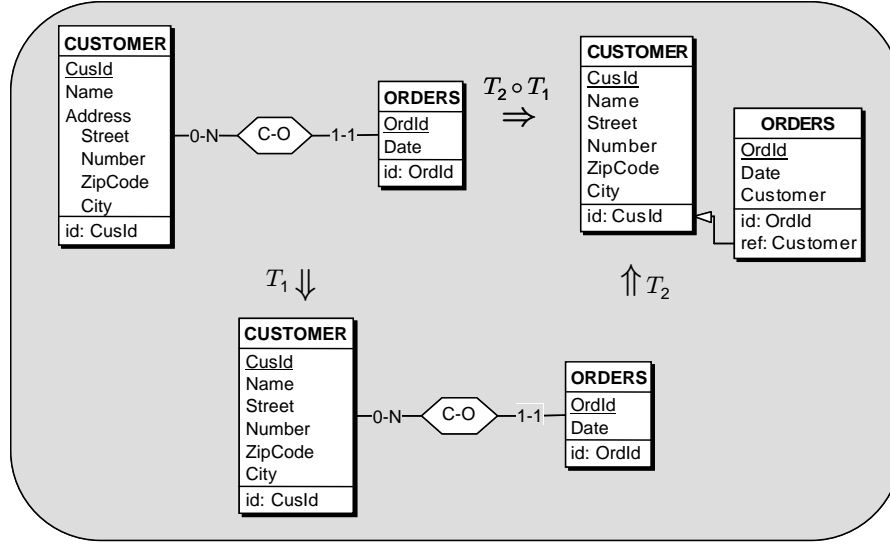 CUSTOMER
CusId
Name
Address
Street
Number
ZipCode
City
id: CusId
0-N
C-O
1-1
ORDERS
OrdId
Date
id: OrdId
T₂ ∘ T₁
⇒
CUSTOMER
CusId
Name
Street
Number
ZipCode
City
id: CusId
ORDERS
OrdId
Date
Customer
id: OrdId
ref: Customer
T₁ ⇓
⇑ T₂
CUSTOMER
CusId
Name
Street
Number
ZipCode
City
id: CusId
0-N
C-O
1-1
ORDERS
OrdId
Date
id: OrdId